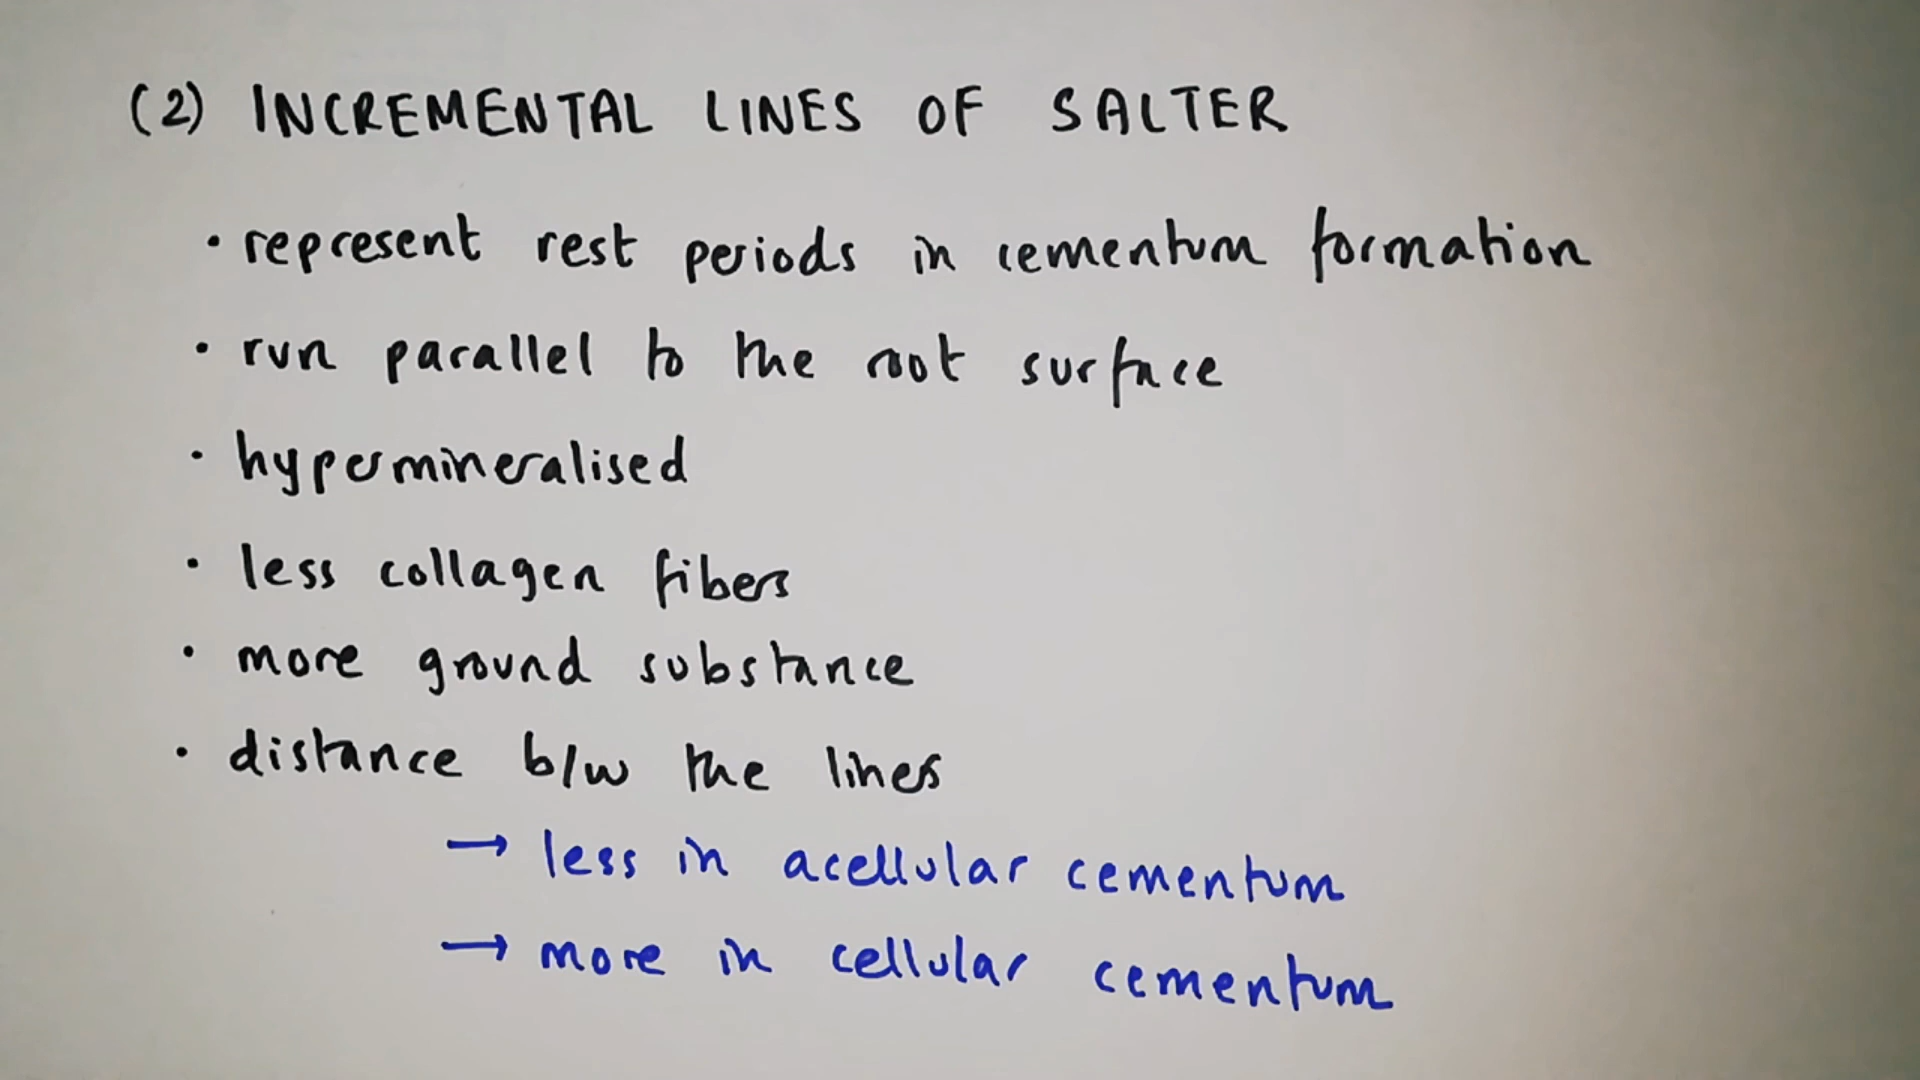 (2) INCREMENTAL LINES OF SALTER
• represent rest periods in cementum formation
• run parallel to the root surface
• hypermineralised
• less collagen fibers
• more ground substance
• distance b/w the lines
→ less in acellular cementum
→ more in cellular cementum